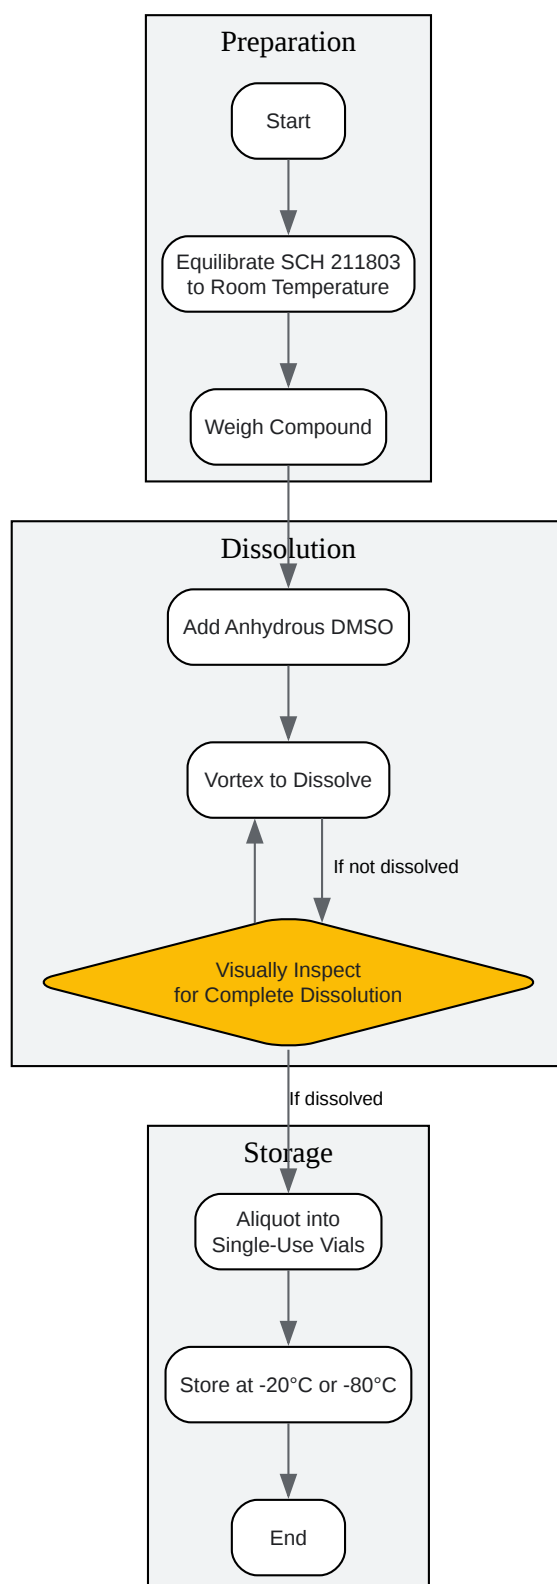 Preparation
Start
Equilibrate SCH 211803
to Room Temperature
Weigh Compound
Dissolution
Add Anhydrous DMSO
Vortex to Dissolve
If not dissolved
Visually Inspect
for Complete Dissolution
If dissolved
Storage
Aliquot into
Single-Use Vials
Store at -20°C or -80°C
End